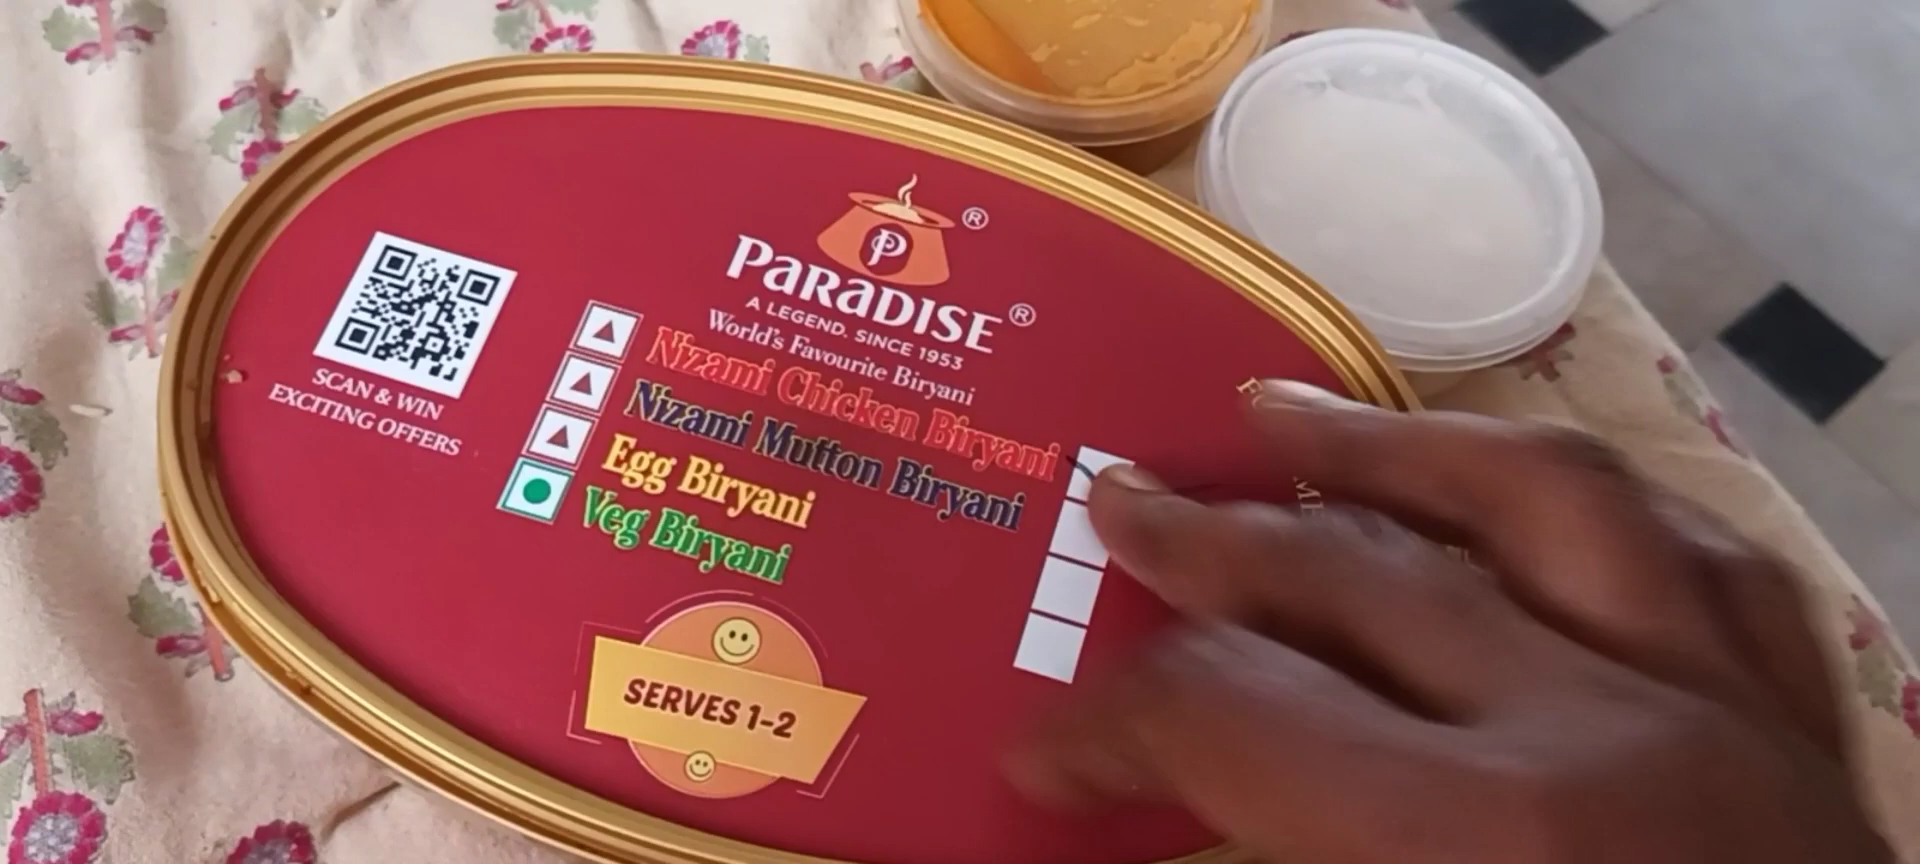 P
®
PARADISE®
A LEGEND. SINCE 1953
World's Favourite Biryani
Nizami Chicken Biryani
Nizami Mutton Biryani
Egg Biryani
Veg Biryani
SCAN & WIN
EXCITING OFFERS
SERVES 1-2